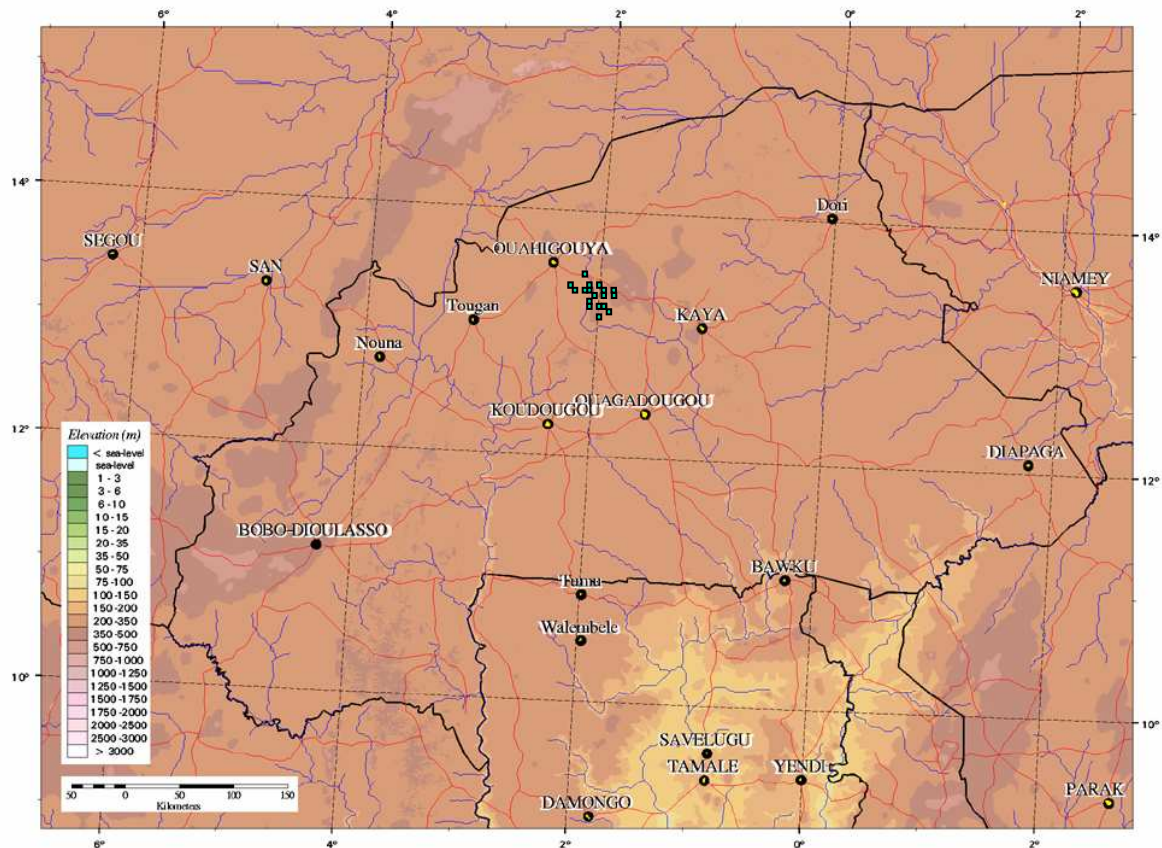 6° 4° 2° 0° 2°
14°
Dori
SEGOU
OUAHIGOUYA
14°
SAN
NIAMEY
Tougan
KAYA
Nouna
12°
KOUDOUGOU OUAGADOUGOU
DIAPAGA
12°
Elevation (m)
< sea-level
sea-level
1 - 3
3 - 6
6 - 10
10 - 15
15 - 20
20 - 35
35 - 50
50 - 75
75 - 100
100 - 150
150 - 200
200 - 350
350 - 500
500 - 750
750 - 1000
1000 - 1250
1250 - 1500
1500 - 1750
1750 - 2000
2000 - 2500
2500 - 3000
> 3000
BOBO-DIOULASSO
BAWKU
Tumu
Walembele
10°
10°
SAVELUGU
TAMALE YENDI
DAMONGO
PARAK
50 0 50 100 150
Kilometers
6° 4° 2° 0° 2°